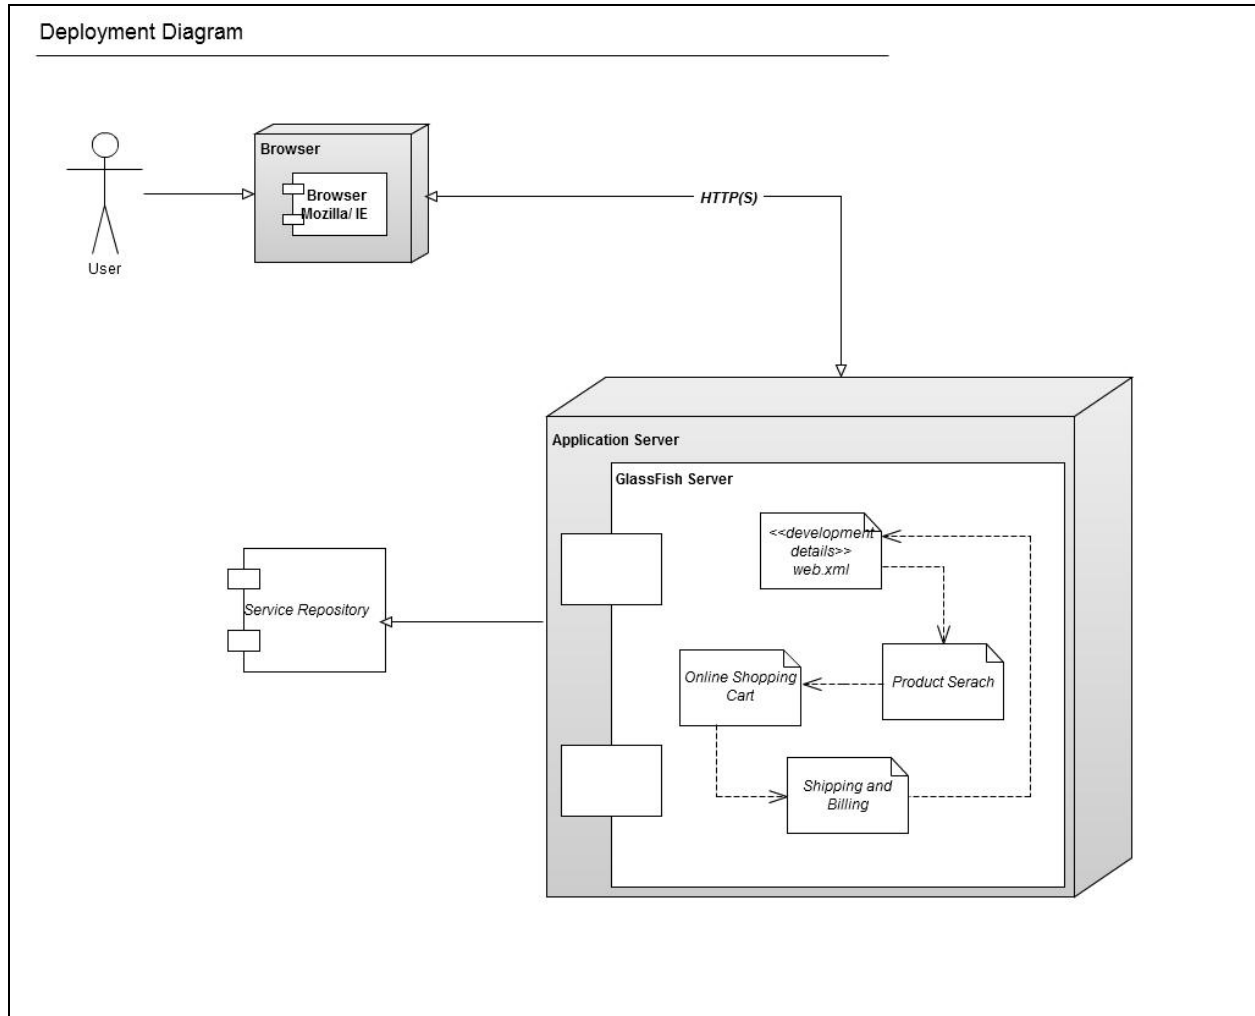 Deployment Diagram
Browser
Browser
Mozilla/ IE
User
HTTP(S)
Application Server
GlassFish Server
<<development
details>>
web.xml
Service Repository
Online Shopping
Cart
Product Serach
Shipping and
Billing